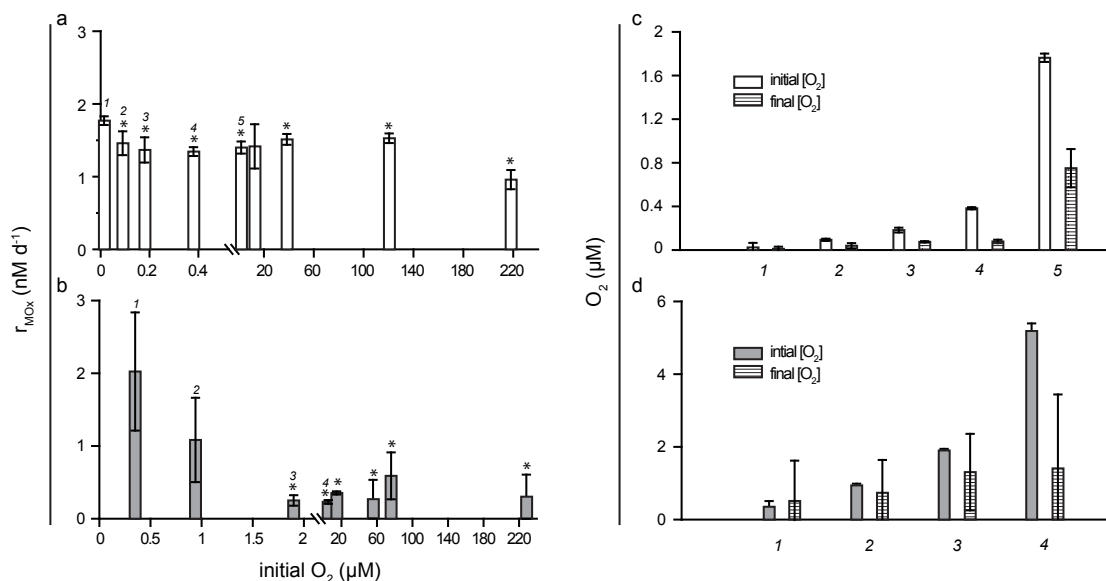 a
3
2
1
0
r_MOx (nM d⁻¹)
1
2
*
3
*
4
*
5
*
*
*
*
0 0.2 0.4 20 60 100 140 180 220
b
3
2
1
0
1
2
3
*
4
*
*
*
*
*
0 0.5 1 1.5 2 20 60 100 140 180 220
initial O₂ (µM)
c
2
1.6
1.2
0.8
0.4
0
O₂ (µM)
initial [O₂]
final [O₂]
1 2 3 4 5
d
6
4
2
0
intial [O₂]
final [O₂]
1 2 3 4